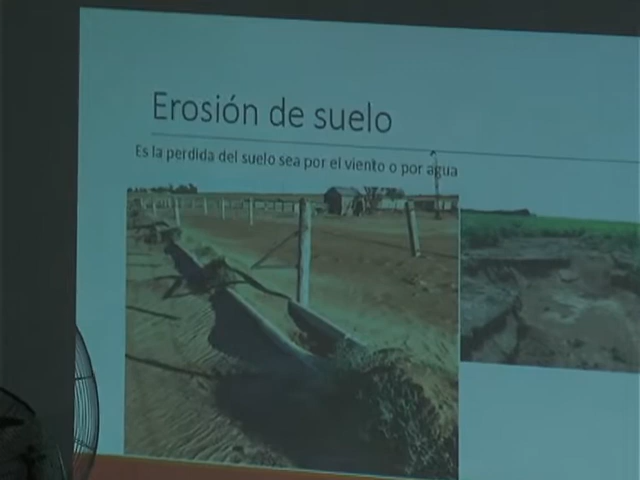 Erosión de suelo
Es la perdida del suelo sea por el viento o por agua